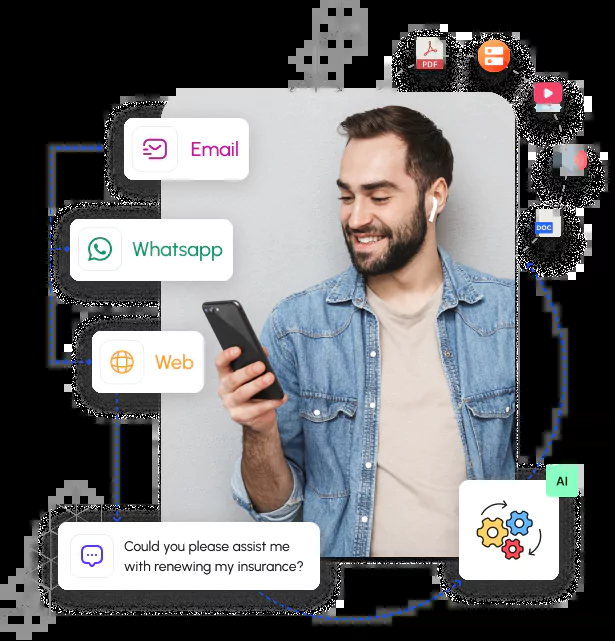 PDF
Email
Whatsapp
DOC
Web
AI
Could you please assist me
with renewing my insurance?